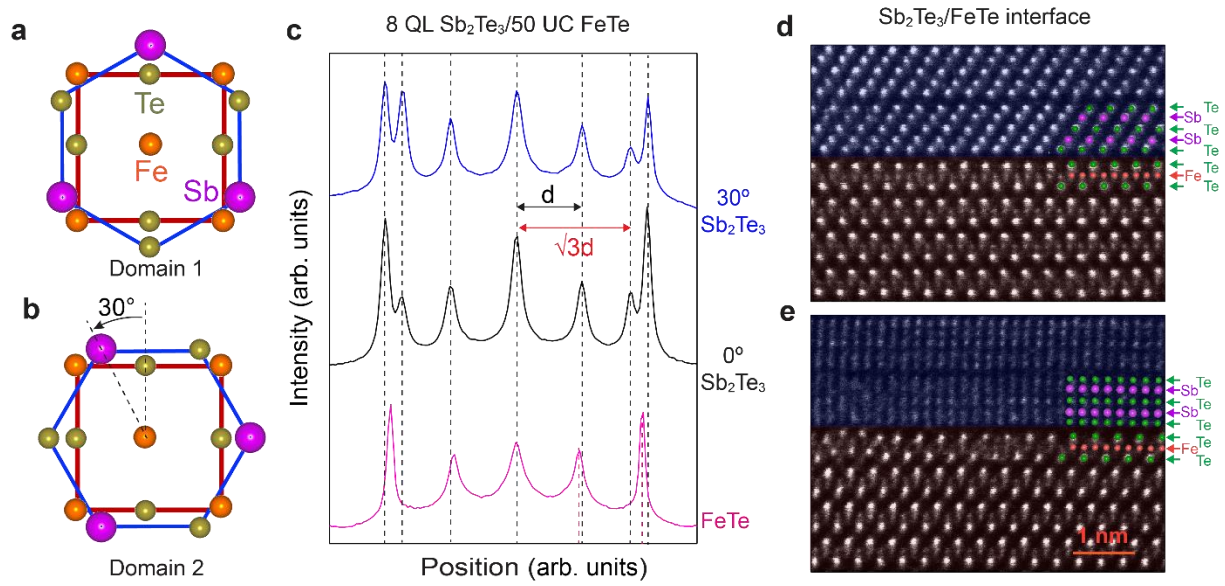 a
Te
Fe
Sb
Domain 1
b
30°
Domain 2
c
8 QL Sb₂Te₃/50 UC FeTe
Intensity (arb. units)
d
√3d
30º
Sb₂Te₃
0º
Sb₂Te₃
FeTe
Position (arb. units)
Sb₂Te₃/FeTe interface
d
Te
Sb
Te
Sb
Te
Te
Fe
Te
e
Te
Sb
Te
Sb
Te
Te
Fe
Te
1 nm